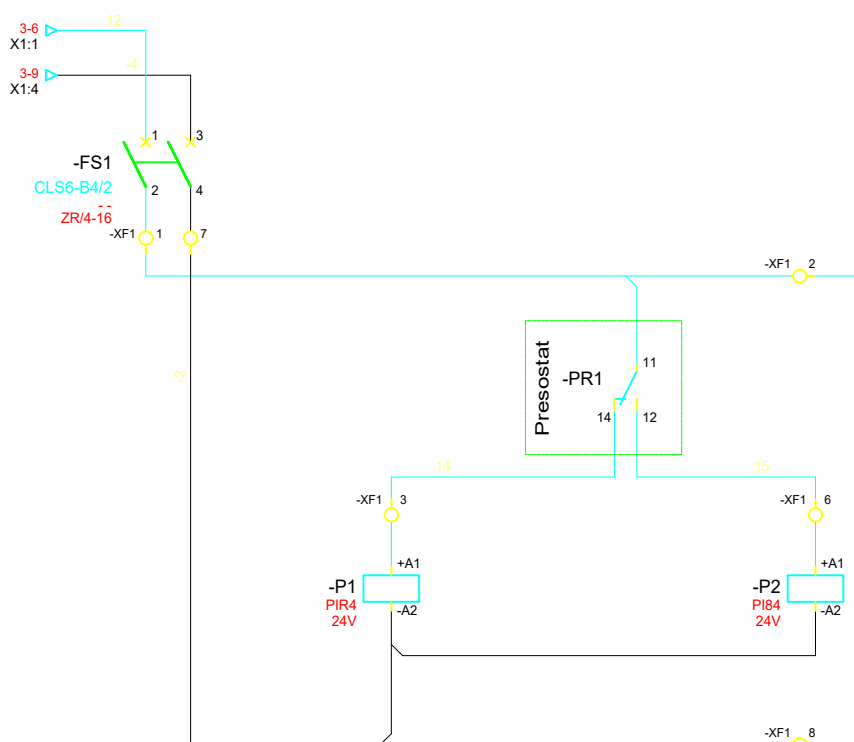 12
3-6
X1:1
-4
3-9
X1:4
1
3
-FS1
CLS6-B4/2
2
4
- -
ZR/4-16
-XF1
1
7
-XF1
2
-2
Presostat
-PR1
11
14
12
14
15
-XF1
3
-XF1
6
+A1
-P1
PIR4
24V
-A2
+A1
-P2
PI84
24V
-A2
-XF1
8